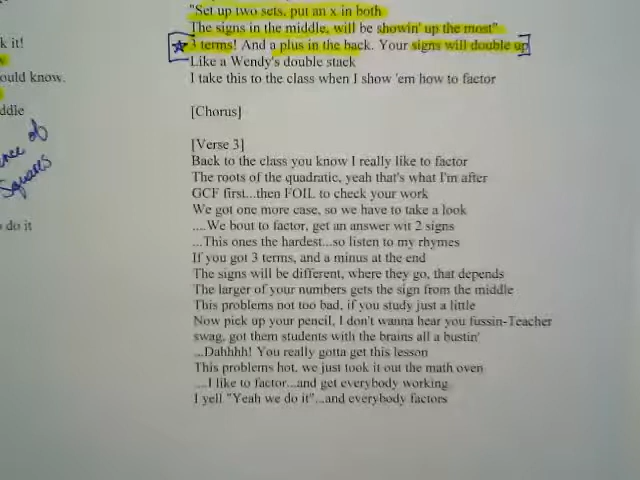 "Set up two sets, put an x in both
The signs in the middle, will be showin' up the most"
3 terms! And a plus in the back. Your signs will double up
Like a Wendy's double stack
I take this to the class when I show 'em how to factor
[Chorus]
[Verse 3]
Back to the class you know I really like to factor
The roots of the quadratic, yeah that's what I'm after
GCF first...then FOIL to check your work
We got one more case, so we have to take a look
....We bout to factor, get an answer wit 2 signs
...This ones the hardest...so listen to my rhymes
If you got 3 terms, and a minus at the end
The signs will be different, where they go, that depends
The larger of your numbers gets the sign from the middle
This problems not too bad, if you study just a little
Now pick up your pencil, I don't wanna hear you fussin-Teacher
swag, got them students with the brains all a bustin'
...Dahhhh! You really gotta get this lesson
This problems hot, we just took it out the math oven
....I like to factor...and get everybody working
I yell "Yeah we do it"...and everybody factors
k it!
ould know.
ddle
nce of
Squares
do it